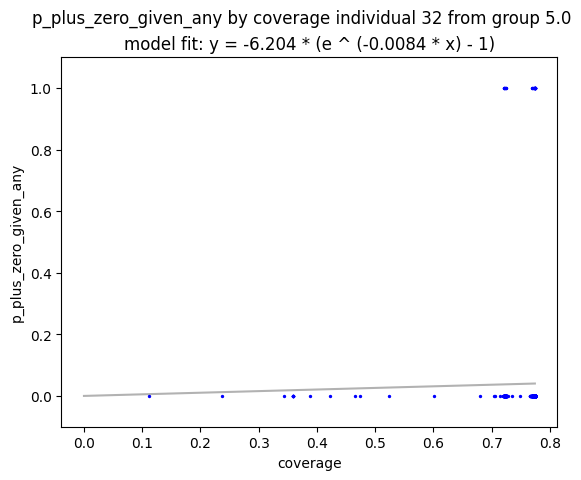 p_plus_zero_given_any by coverage individual 32 from group 5.0
model fit: y = -6.204 * (e ^ (-0.0084 * x) - 1)
1.0
0.8
0.6
0.4
0.2
0.0
p_plus_zero_given_any
0.0 0.1 0.2 0.3 0.4 0.5 0.6 0.7 0.8
coverage